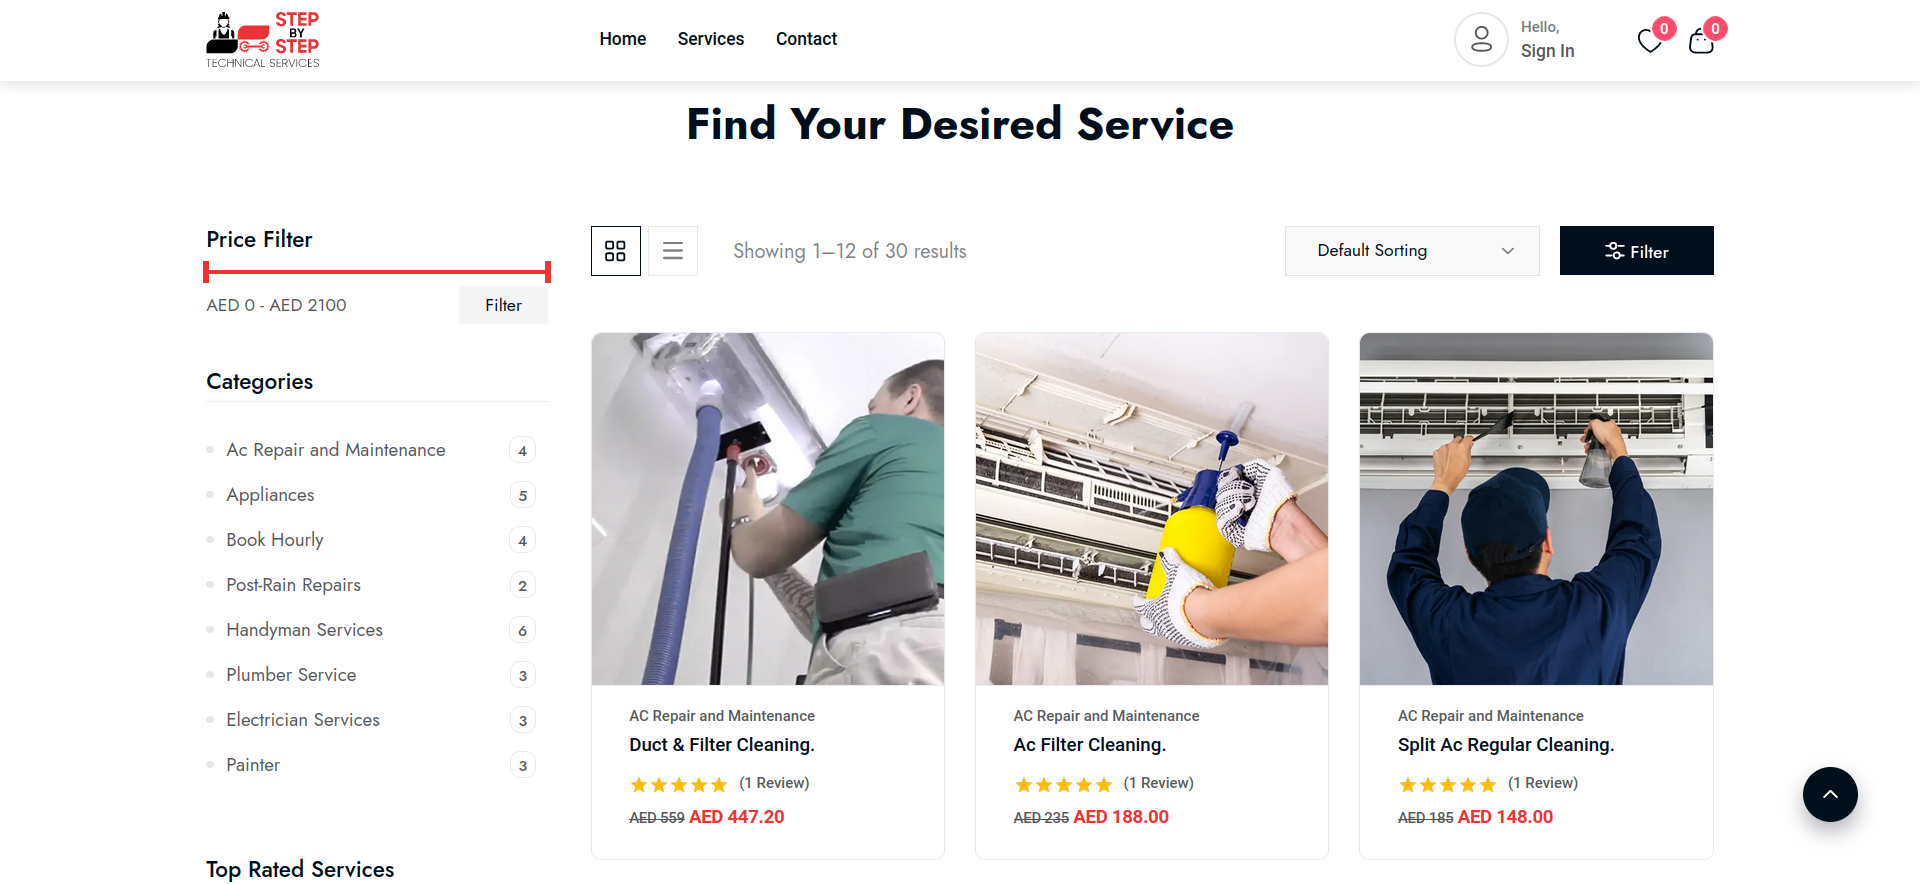 STEP
BY
STEP
TECHNICAL SERVICES
Home
Services
Contact
Hello,
Sign In
0
0
Find Your Desired Service
Price Filter
AED 0 - AED 2100
Filter
Categories
Ac Repair and Maintenance 4
Appliances 5
Book Hourly 4
Post-Rain Repairs 2
Handyman Services 6
Plumber Service 3
Electrician Services 3
Painter 3
Top Rated Services
Showing 1–12 of 30 results
Default Sorting
Filter
AC Repair and Maintenance
Duct & Filter Cleaning.
(1 Review)
AED 559 AED 447.20
AC Repair and Maintenance
Ac Filter Cleaning.
(1 Review)
AED 235 AED 188.00
AC Repair and Maintenance
Split Ac Regular Cleaning.
(1 Review)
AED 185 AED 148.00